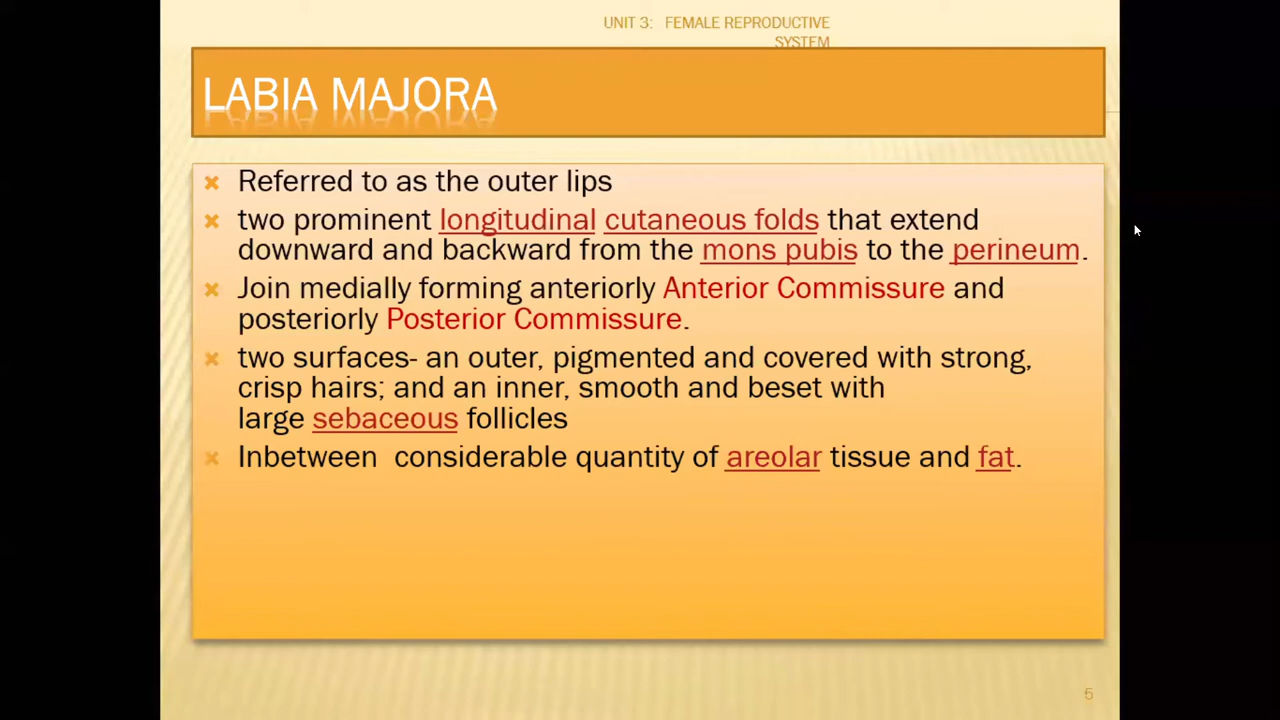 UNIT 3: FEMALE REPRODUCTIVE
SYSTEM
LABIA MAJORA
Referred to as the outer lips
two prominent longitudinal cutaneous folds that extend
downward and backward from the mons pubis to the perineum.
Join medially forming anteriorly Anterior Commissure and
posteriorly Posterior Commissure.
two surfaces- an outer, pigmented and covered with strong,
crisp hairs; and an inner, smooth and beset with
large sebaceous follicles
Inbetween considerable quantity of areolar tissue and fat.
5